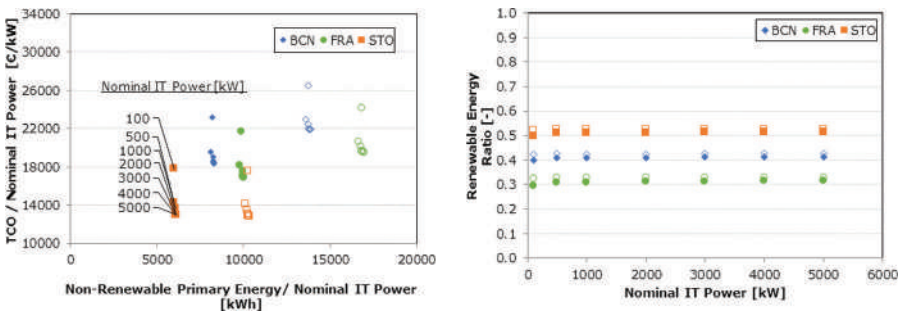 34000
30000
26000
22000
18000
14000
10000
TCO / Nominal IT Power [€/kW]
BCN FRA STO
Nominal IT Power [kW]
100
500
1000
2000
3000
4000
5000
0 5000 10000 15000 20000
Non-Renewable Primary Energy/ Nominal IT Power
[kWh]
1.0
0.9
0.8
0.7
0.6
0.5
0.4
0.3
0.2
0.1
0.0
Renewable Energy
Ratio [-]
BCN FRA STO
0 1000 2000 3000 4000 5000 6000
Nominal IT Power [kW]